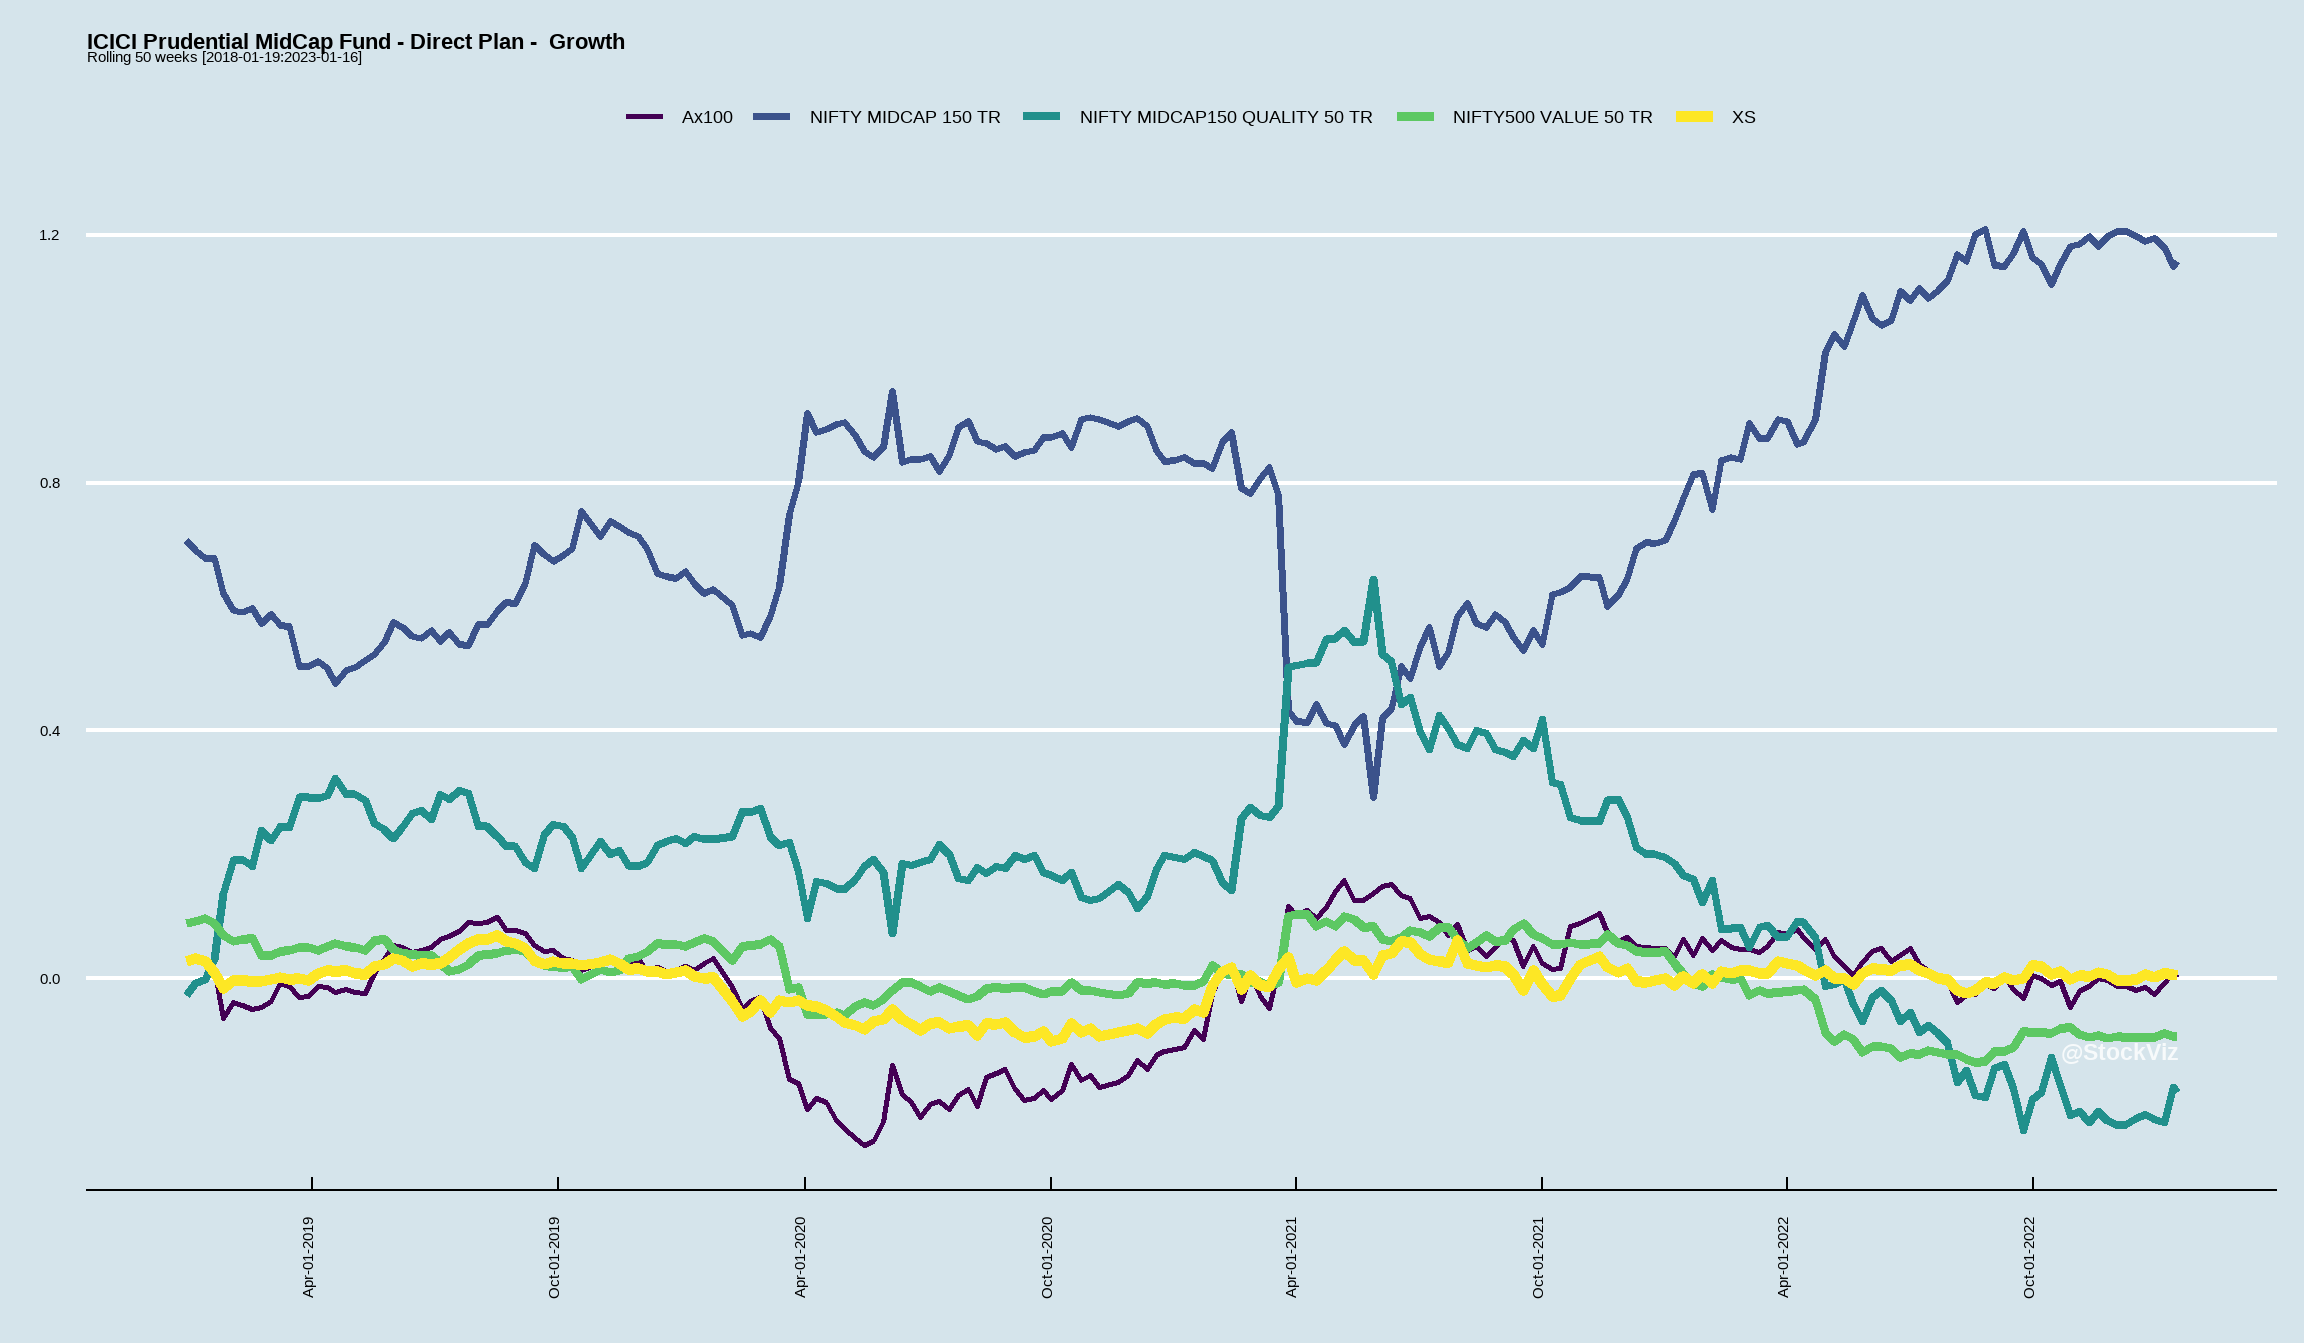 ICICI Prudential MidCap Fund - Direct Plan -  Growth
Rolling 50 weeks [2018-01-19:2023-01-16]
Ax100 NIFTY MIDCAP 150 TR NIFTY MIDCAP150 QUALITY 50 TR NIFTY500 VALUE 50 TR XS
1.2
0.8
0.4
0.0
@StockViz
Apr-01-2019 Oct-01-2019 Apr-01-2020 Oct-01-2020 Apr-01-2021 Oct-01-2021 Apr-01-2022 Oct-01-2022